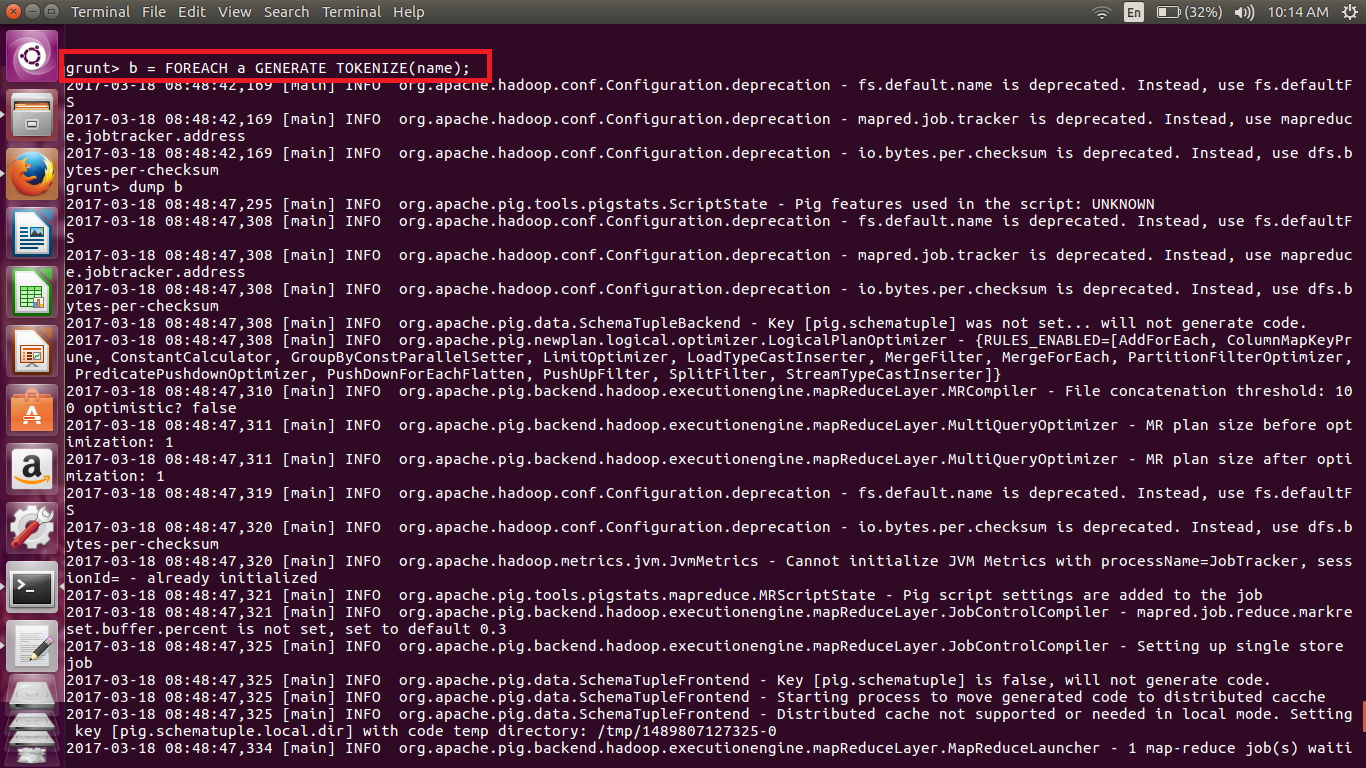 Terminal File Edit View Search Terminal Help En (32%) 10:14 AM
grunt> b = FOREACH a GENERATE TOKENIZE(name);
2017-03-18 08:48:42,169 [main] INFO  org.apache.hadoop.conf.Configuration.deprecation - fs.default.name is deprecated. Instead, use fs.defaultF
S
2017-03-18 08:48:42,169 [main] INFO  org.apache.hadoop.conf.Configuration.deprecation - mapred.job.tracker is deprecated. Instead, use mapreduc
e.jobtracker.address
2017-03-18 08:48:42,169 [main] INFO  org.apache.hadoop.conf.Configuration.deprecation - io.bytes.per.checksum is deprecated. Instead, use dfs.b
ytes-per-checksum
grunt> dump b
2017-03-18 08:48:47,295 [main] INFO  org.apache.pig.tools.pigstats.ScriptState - Pig features used in the script: UNKNOWN
2017-03-18 08:48:47,308 [main] INFO  org.apache.hadoop.conf.Configuration.deprecation - fs.default.name is deprecated. Instead, use fs.defaultF
S
2017-03-18 08:48:47,308 [main] INFO  org.apache.hadoop.conf.Configuration.deprecation - mapred.job.tracker is deprecated. Instead, use mapreduc
e.jobtracker.address
2017-03-18 08:48:47,308 [main] INFO  org.apache.hadoop.conf.Configuration.deprecation - io.bytes.per.checksum is deprecated. Instead, use dfs.b
ytes-per-checksum
2017-03-18 08:48:47,308 [main] INFO  org.apache.pig.data.SchemaTupleBackend - Key [pig.schematuple] was not set... will not generate code.
2017-03-18 08:48:47,308 [main] INFO  org.apache.pig.newplan.logical.optimizer.LogicalPlanOptimizer - {RULES_ENABLED=[AddForEach, ColumnMapKeyPr
une, ConstantCalculator, GroupByConstParallelSetter, LimitOptimizer, LoadTypeCastInserter, MergeFilter, MergeForEach, PartitionFilterOptimizer,
 PredicatePushdownOptimizer, PushDownForEachFlatten, PushUpFilter, SplitFilter, StreamTypeCastInserter]}
2017-03-18 08:48:47,310 [main] INFO  org.apache.pig.backend.hadoop.executionengine.mapReduceLayer.MRCompiler - File concatenation threshold: 10
0 optimistic? false
2017-03-18 08:48:47,311 [main] INFO  org.apache.pig.backend.hadoop.executionengine.mapReduceLayer.MultiQueryOptimizer - MR plan size before opt
imization: 1
2017-03-18 08:48:47,311 [main] INFO  org.apache.pig.backend.hadoop.executionengine.mapReduceLayer.MultiQueryOptimizer - MR plan size after opti
mization: 1
2017-03-18 08:48:47,319 [main] INFO  org.apache.hadoop.conf.Configuration.deprecation - fs.default.name is deprecated. Instead, use fs.defaultF
S
2017-03-18 08:48:47,320 [main] INFO  org.apache.hadoop.conf.Configuration.deprecation - io.bytes.per.checksum is deprecated. Instead, use dfs.b
ytes-per-checksum
2017-03-18 08:48:47,320 [main] INFO  org.apache.hadoop.metrics.jvm.JvmMetrics - Cannot initialize JVM Metrics with processName=JobTracker, sess
ionId= - already initialized
2017-03-18 08:48:47,321 [main] INFO  org.apache.pig.tools.pigstats.mapreduce.MRScriptState - Pig script settings are added to the job
2017-03-18 08:48:47,321 [main] INFO  org.apache.pig.backend.hadoop.executionengine.mapReduceLayer.JobControlCompiler - mapred.job.reduce.markre
set.buffer.percent is not set, set to default 0.3
2017-03-18 08:48:47,325 [main] INFO  org.apache.pig.backend.hadoop.executionengine.mapReduceLayer.JobControlCompiler - Setting up single store
job
2017-03-18 08:48:47,325 [main] INFO  org.apache.pig.data.SchemaTupleFrontend - Key [pig.schematuple] is false, will not generate code.
2017-03-18 08:48:47,325 [main] INFO  org.apache.pig.data.SchemaTupleFrontend - Starting process to move generated code to distributed cacche
2017-03-18 08:48:47,325 [main] INFO  org.apache.pig.data.SchemaTupleFrontend - Distributed cache not supported or needed in local mode. Setting
 key [pig.schematuple.local.dir] with code temp directory: /tmp/1489807127325-0
2017-03-18 08:48:47,334 [main] INFO  org.apache.pig.backend.hadoop.executionengine.mapReduceLayer.MapReduceLauncher - 1 map-reduce job(s) waiti